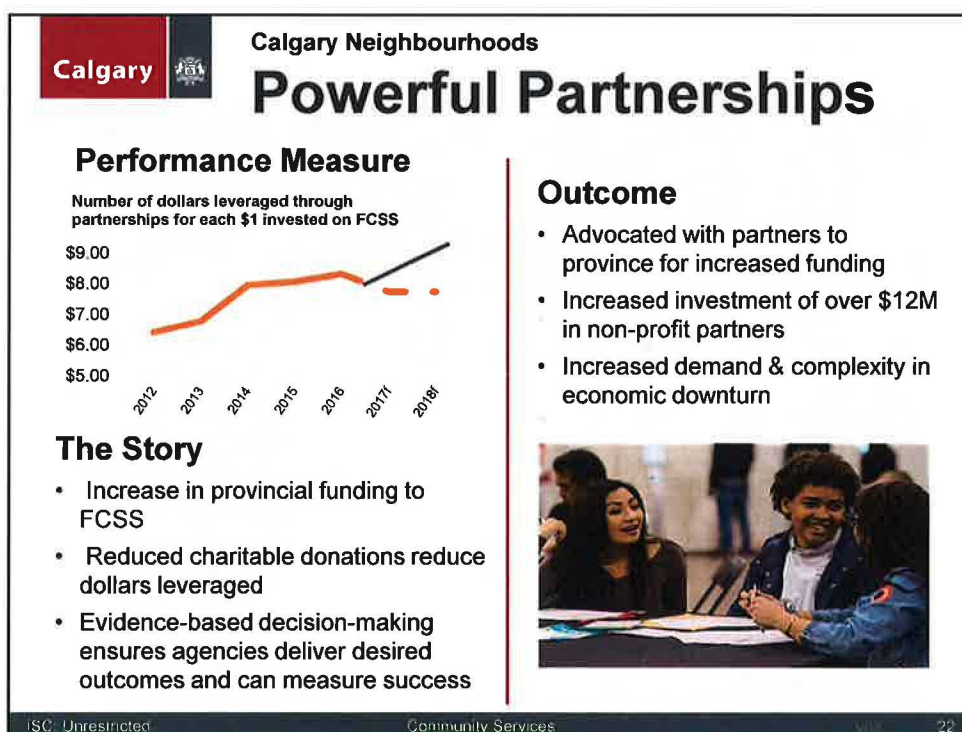 Calgary
Calgary Neighbourhoods
Powerful Partnerships
Performance Measure
Number of dollars leveraged through
partnerships for each $1 invested on FCSS
$9.00
$8.00
$7.00
$6.00
$5.00
2012
2013
2014
2015
2016
2017f
2018f
The Story
• Increase in provincial funding to
FCSS
• Reduced charitable donations reduce
dollars leveraged
• Evidence-based decision-making
ensures agencies deliver desired
outcomes and can measure success
Outcome
• Advocated with partners to
province for increased funding
• Increased investment of over $12M
in non-profit partners
• Increased demand & complexity in
economic downturn
ISC: Unrestricted
Community Services
22